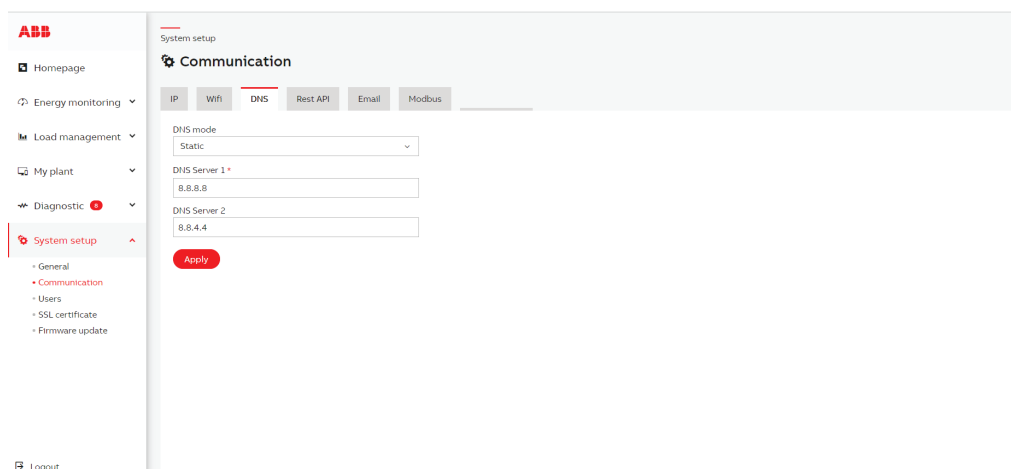 ABB
Homepage
Energy monitoring
Load management
My plant
Diagnostic 6
System setup
General
Communication
Users
SSL certificate
Firmware update
Logout
System setup
Communication
IP Wifi DNS Rest API Email Modbus
DNS mode
Static
DNS Server 1 *
8.8.8.8
DNS Server 2
8.8.4.4
Apply